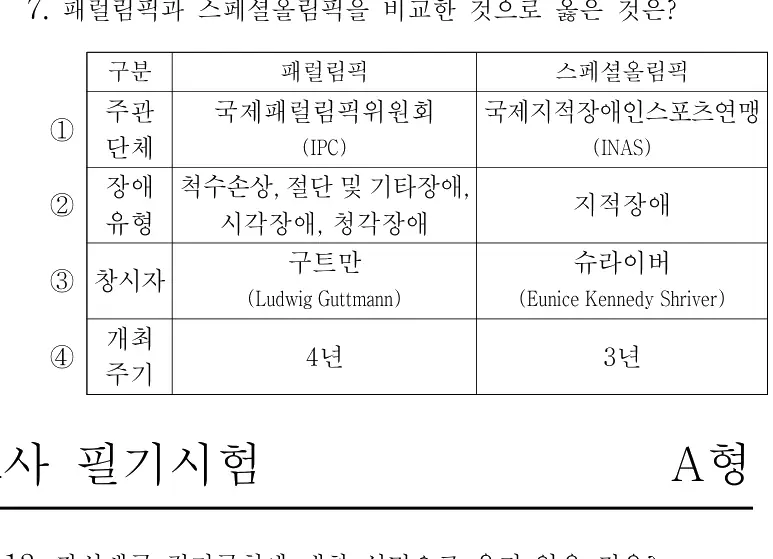 7. 패럴림픽과 스페셜올림픽을 비교한 것으로 옳은 것은?
구분 패럴림픽 스페셜올림픽
① 주관 단체 국제패럴림픽위원회 (IPC) 국제지적장애인스포츠연맹 (INAS)
② 장애 유형 척수손상, 절단 및 기타장애, 시각장애, 청각장애 지적장애
③ 창시자 구트만 (Ludwig Guttmann) 슈라이버 (Eunice Kennedy Shriver)
④ 개최 주기 4년 3년
필기시험 A형